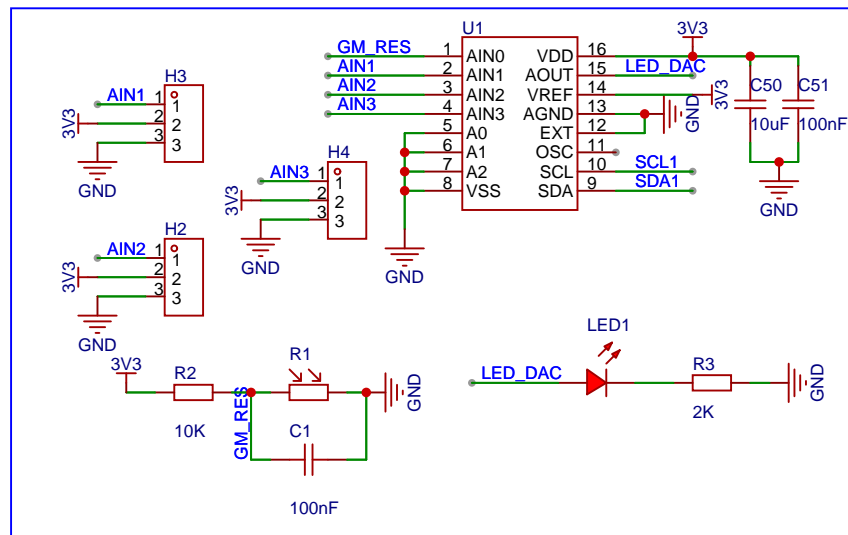 U1
3V3
GM_RES 1 AIN0 VDD 16
AIN1 2 AIN1 AOUT 15 LED_DAC
AIN2 3 AIN2 VREF 14 3V3
AIN3 4 AIN3 AGND 13 GND
5 A0 EXT 12
6 A1 OSC 11
7 A2 SCL 10 SCL1
8 VSS SDA 9 SDA1
GND
C50
10uF
C51
100nF
GND
H3
AIN1 1 1
3V3 2 2
3 3
GND
H4
AIN3 1 1
3V3 2 2
3 3
GND
H2
AIN2 1 1
3V3 2 2
3 3
GND
3V3
R2
10K
GM_RES
R1
GND
C1
100nF
LED1
LED_DAC
R3
2K
GND